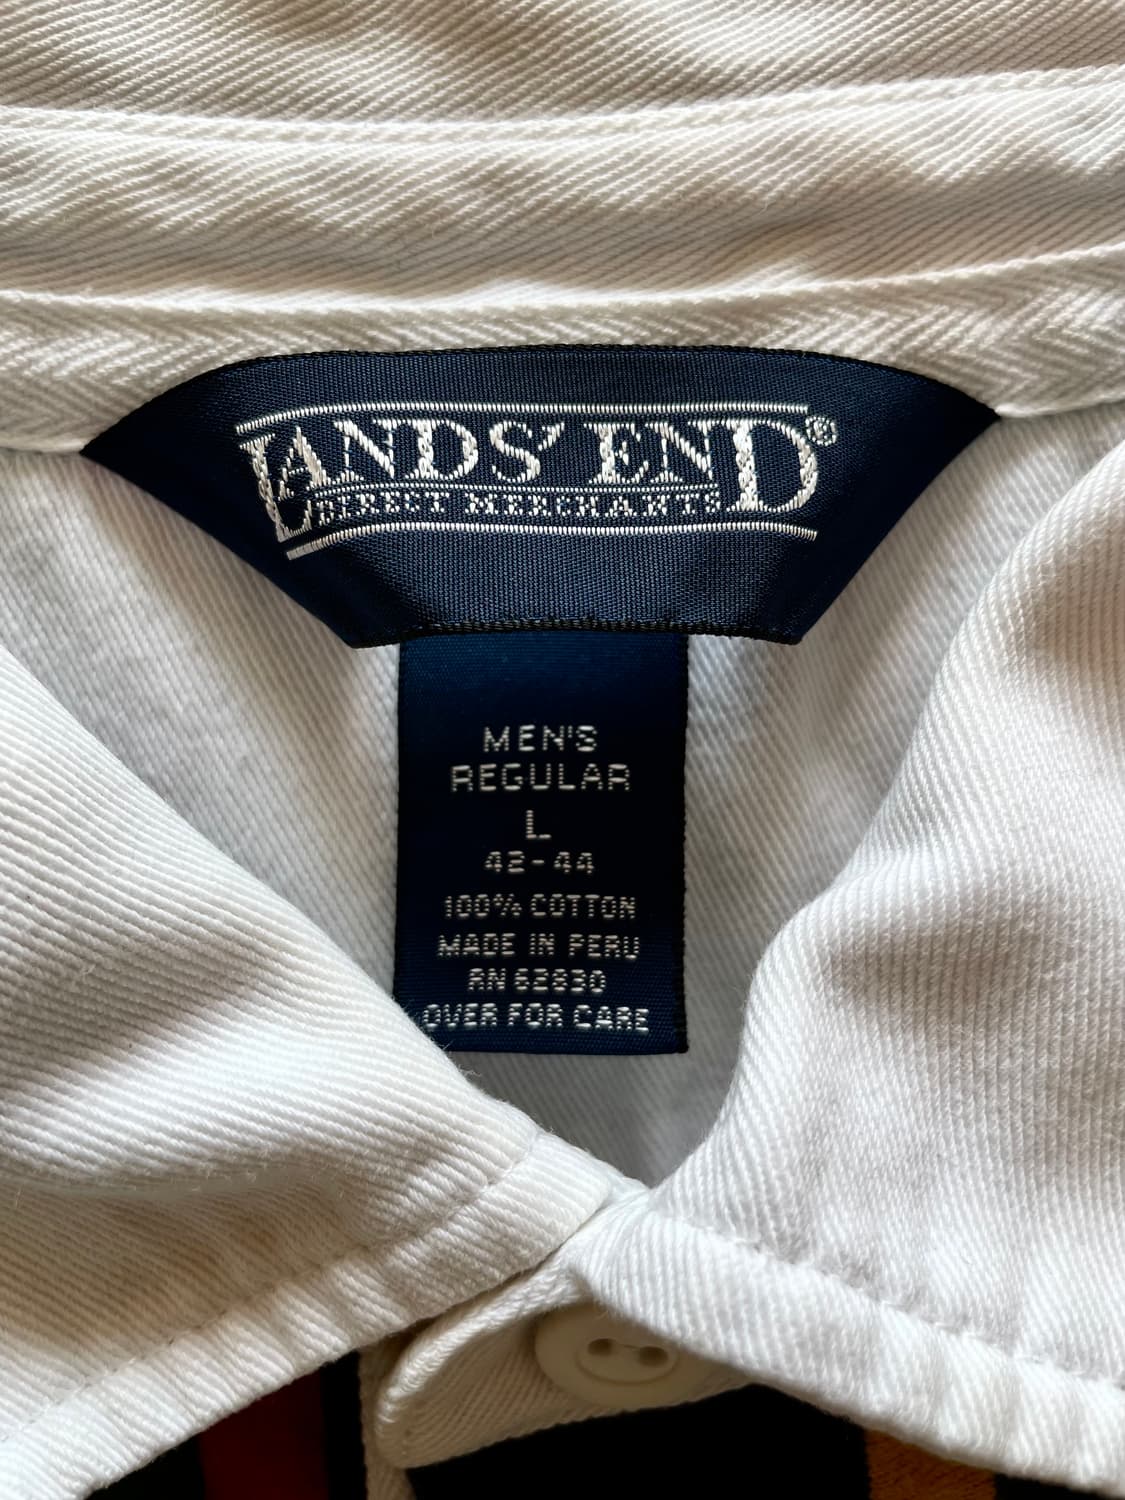 LANDS' END®
DIRECT MERCHANTS
MEN'S
REGULAR
L
42-44
100% COTTON
MADE IN PERU
RN 62830
OVER FOR CARE